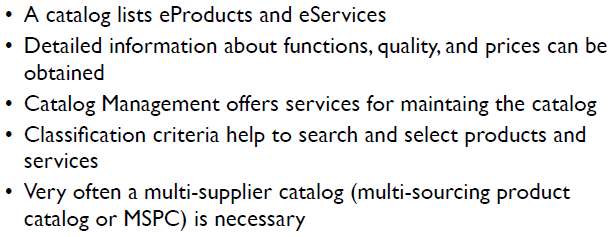 • A catalog lists eProducts and eServices
• Detailed information about functions, quality, and prices can be
obtained
• Catalog Management offers services for maintaing the catalog
• Classification criteria help to search and select products and
services
• Very often a multi-supplier catalog (multi-sourcing product
catalog or MSPC) is necessary